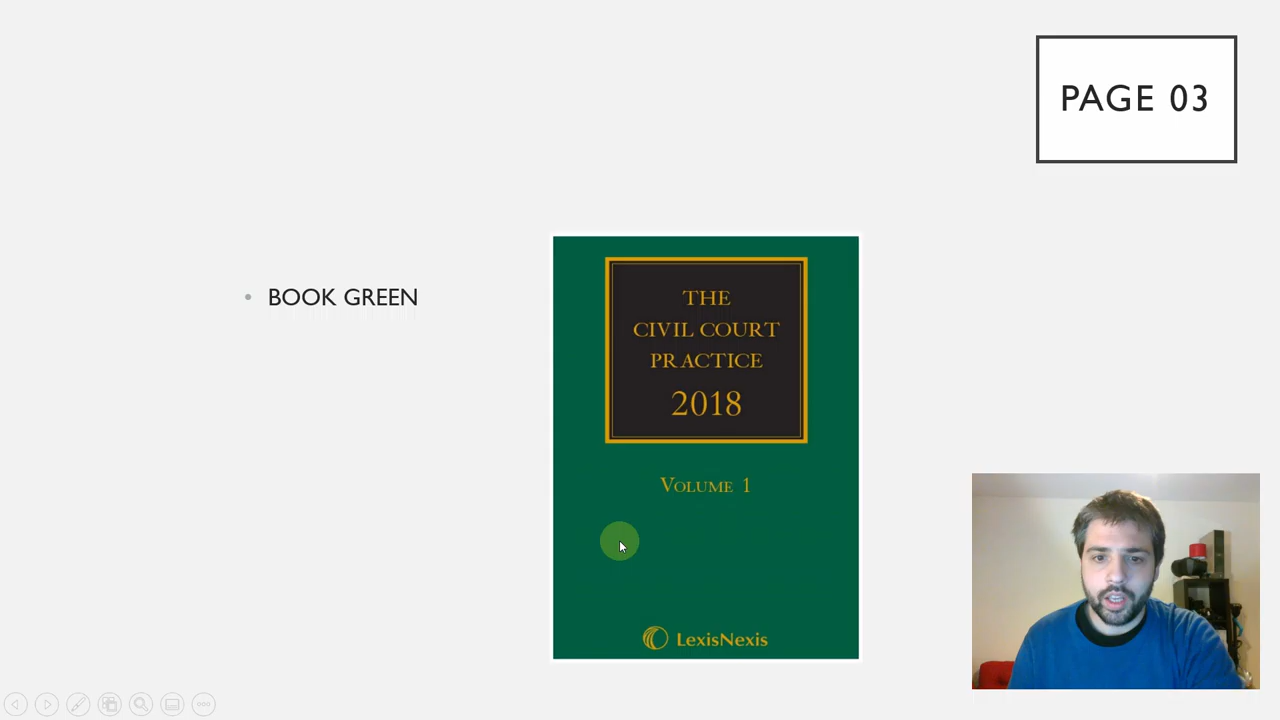 PAGE 03
BOOK GREEN
THE
CIVIL COURT
PRACTICE
2018
VOLUME 1
LexisNexis